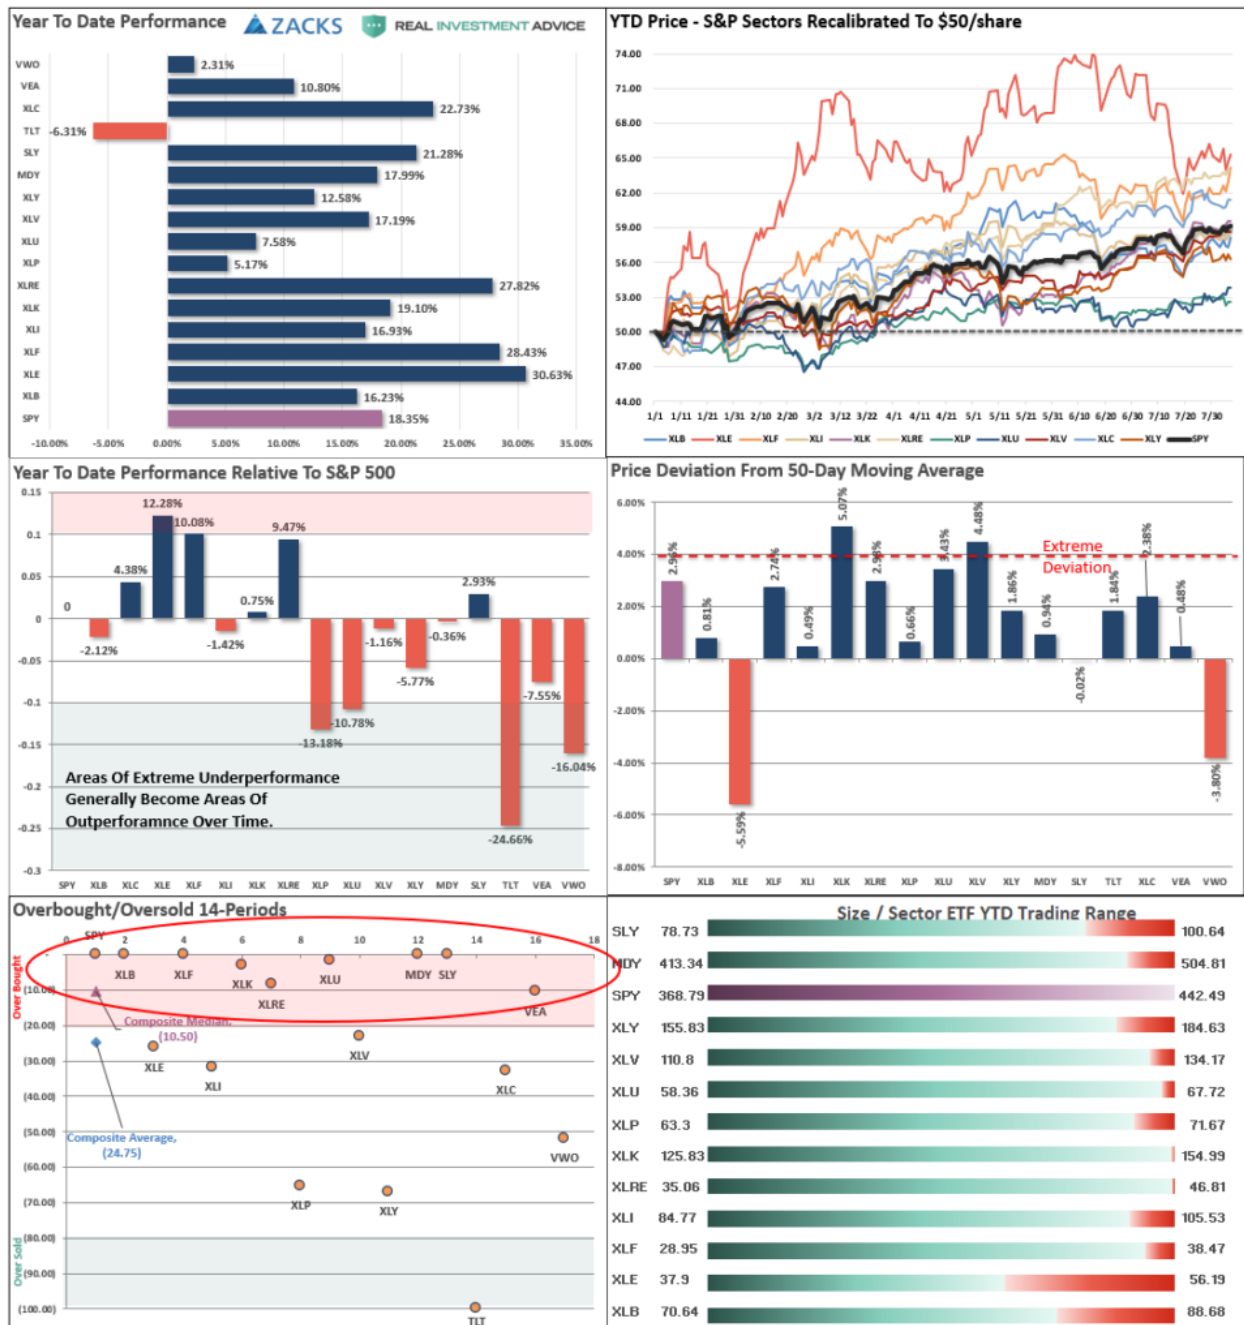 Year To Date Performance ZACKS REAL INVESTMENT ADVICE
VWO 2.31%
VEA 10.80%
XLC 22.73%
TLT -6.31%
SLY 21.28%
MDY 17.99%
XLY 12.58%
XLV 17.19%
XLU 7.58%
XLP 5.17%
XLRE 27.82%
XLK 19.10%
XLI 16.93%
XLF 28.43%
XLE 30.63%
XLB 16.23%
SPY 18.35%
-10.00% -5.00% 0.00% 5.00% 10.00% 15.00% 20.00% 25.00% 30.00% 35.00%
YTD Price - S&P Sectors Recalibrated To $50/share
74.00
71.00
68.00
65.00
62.00
59.00
56.00
53.00
50.00
47.00
44.00
1/1 1/11 1/21 1/31 2/10 2/20 3/2 3/12 3/22 4/1 4/11 4/21 5/1 5/11 5/21 5/31 6/10 6/20 6/30 7/10 7/20 7/30
XLB XLE XLF XLI XLK XLRE XLP XLU XLV XLC XLY SPY
Year To Date Performance Relative To S&P 500
0.15
0.1
0.05
0
-0.05
-0.1
-0.15
-0.2
-0.25
-0.3
0 -2.12% 4.38% 12.28% 10.08% -1.42% 0.75% 9.47% -13.18% -10.78% -1.16% -5.77% -0.36% 2.93% -24.66% -7.55% -16.04%
Areas Of Extreme Underperformance
Generally Become Areas Of
Outperforamnce Over Time.
SPY XLB XLC XLE XLF XLI XLK XLRE XLP XLU XLV XLY MDY SLY TLT VEA VWO
Price Deviation From 50-Day Moving Average
6.00%
4.00%
2.00%
0.00%
-2.00%
-4.00%
-6.00%
-8.00%
2.96% 0.81% -5.59% 2.74% 0.49% 5.07% 2.98% 0.66% 3.43% 4.48% 1.86% 0.94% -0.02% 1.84% 2.38% 0.48% -3.80%
Extreme
Deviation
SPY XLB XLE XLF XLI XLK XLRE XLP XLU XLV XLY MDY SLY TLT XLC VEA VWO
Overbought/Oversold 14-Periods
0 2 4 6 8 10 12 14 16 18
-
(10.00)
(20.00)
(30.00)
(40.00)
(50.00)
(60.00)
(70.00)
(80.00)
(90.00)
(100.00)
Over Bought
Over Sold
SPY
XLB XLF XLK XLRE XLU MDY SLY VEA
Composite Median,
(10.50)
XLE XLI XLV XLC
Composite Average,
(24.75)
VWO
XLP XLY
TLT
Size / Sector ETF YTD Trading Range
SLY 78.73 100.64
MDY 413.34 504.81
SPY 368.79 442.49
XLY 155.83 184.63
XLV 110.8 134.17
XLU 58.36 67.72
XLP 63.3 71.67
XLK 125.83 154.99
XLRE 35.06 46.81
XLI 84.77 105.53
XLF 28.95 38.47
XLE 37.9 56.19
XLB 70.64 88.68